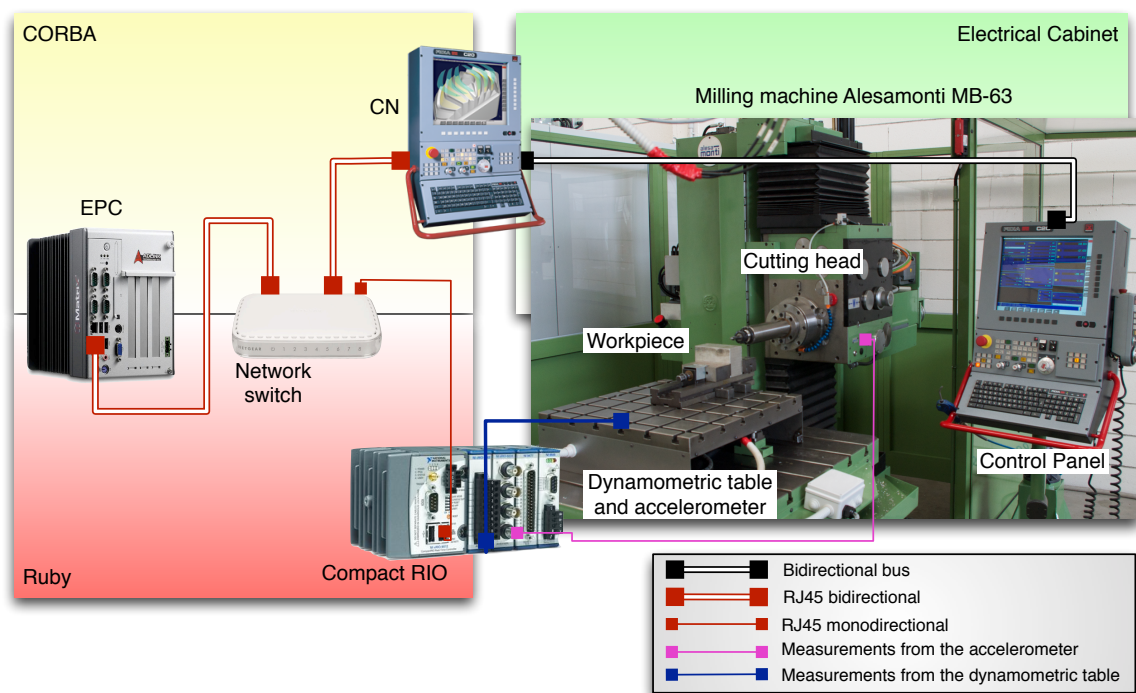 CORBA
Electrical Cabinet
CN
Milling machine Alesamonti MB-63
EPC
Cutting head
Workpiece
Network
switch
Control Panel
Dynamometric table
and accelerometer
Compact RIO
Ruby
Bidirectional bus
RJ45 bidirectional
RJ45 monodirectional
Measurements from the accelerometer
Measurements from the dynamometric table